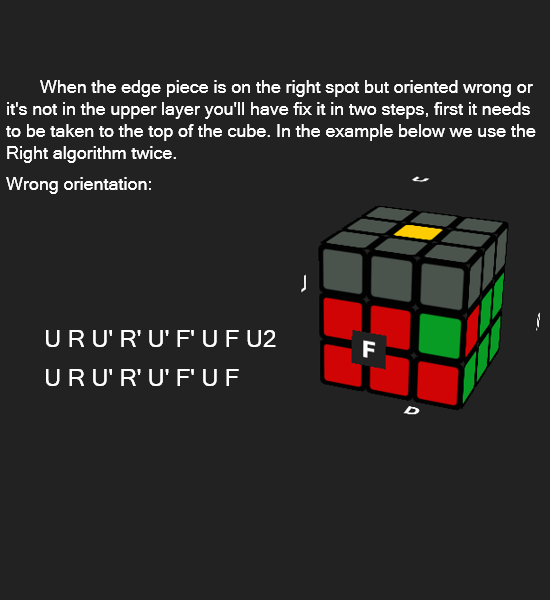 When the edge piece is on the right spot but oriented wrong or
it's not in the upper layer you'll have fix it in two steps, first it needs
to be taken to the top of the cube. In the example below we use the
Right algorithm twice.
Wrong orientation:
U R U' R' U' F' U F U2
U R U' R' U' F' U F
F
D